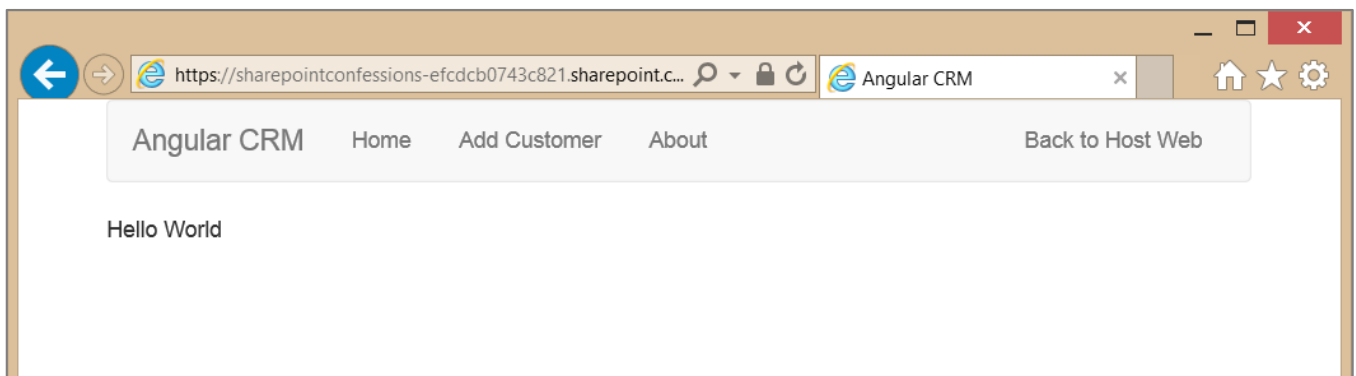 https://sharepointconfessions-efcdcb0743c821.sharepoint.c... Angular CRM
Angular CRM Home Add Customer About Back to Host Web
Hello World